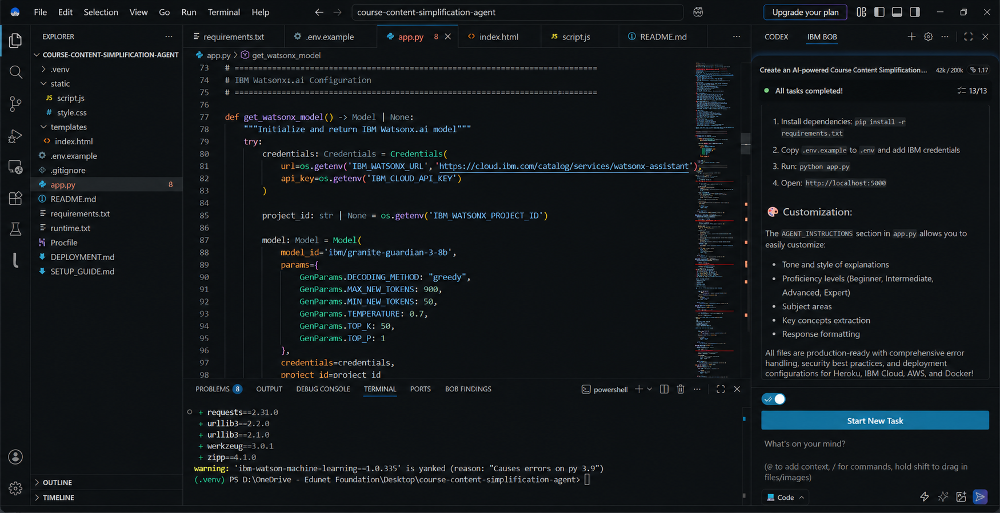 File Edit Selection View Go Run Terminal Help
course-content-simplification-agent
Upgrade your plan
EXPLORER
COURSE-CONTENT-SIMPLIFICATION-AGENT
.venv
static
JS script.js
# style.css
templates
<> index.html
.env.example
.gitignore
app.py 8
README.md
requirements.txt
runtime.txt
Procfile
DEPLOYMENT.md
SETUP_GUIDE.md
OUTLINE
TIMELINE
requirements.txt .env.example app.py 8 <> index.html JS script.js README.md
app.py > get_watsonx_model
73 # =============================================================================
74 # IBM Watsonx:.ai Configuration
75 # =============================================================================
76
77 def get_watsonx_model() -> Model | None:
78 """Initialize and return IBM Watsonx.ai model"""
79 try:
80 credentials: Credentials = Credentials(
81 url=os.getenv('IBM_WATSONX_URL', 'https://cloud.ibm.com/catalog/services/watsonx-assistant'),
82 api_key=os.getenv('IBM_CLOUD_API_KEY')
83 )
84
85 project_id: str | None = os.getenv('IBM_WATSONX_PROJECT_ID')
86
87 model: Model = Model(
88 model_id='ibm/granite-guardian-3-8b',
89 params={
90 GenParams.DECODING_METHOD: "greedy",
91 GenParams.MAX_NEW_TOKENS: 900,
92 GenParams.MIN_NEW_TOKENS: 50,
93 GenParams.TEMPERATURE: 0.7,
94 GenParams.TOP_K: 50,
95 GenParams.TOP_P: 1
96 },
97 credentials=credentials,
98 project_id=project_id
PROBLEMS 8 OUTPUT DEBUG CONSOLE TERMINAL PORTS BOB FINDINGS
powershell
+ requests==2.31.0
+ urllib3==2.2.0
+ urllib3==2.1.0
+ werkzeug==3.0.1
+ zipp==4.1.0
warning: 'ibm-watson-machine-learning==1.0.335' is yanked (reason: "Causes errors on py 3.9")
(.venv) PS D:\OneDrive - Edunet Foundation\Desktop\course-content-simplification-agent>
CODEX IBM BOB
Create an AI-powered Course Content Simplification... 42k / 200k 1.17
All tasks completed! 13/13
1. Install dependencies: pip install -r
requirements.txt
2. Copy .env.example to .env and add IBM credentials
3. Run: python app.py
4. Open: http://localhost:5000
🎨 Customization:
The AGENT_INSTRUCTIONS section in app.py allows you to
easily customize:
• Tone and style of explanations
• Proficiency levels (Beginner, Intermediate,
Advanced, Expert)
• Subject areas
• Key concepts extraction
• Response formatting
All files are production-ready with comprehensive error
handling, security best practices, and deployment
configurations for Heroku, IBM Cloud, AWS, and Docker!
Start New Task
What's on your mind?
(@ to add context, / for commands, hold shift to drag in
files/images)
Code